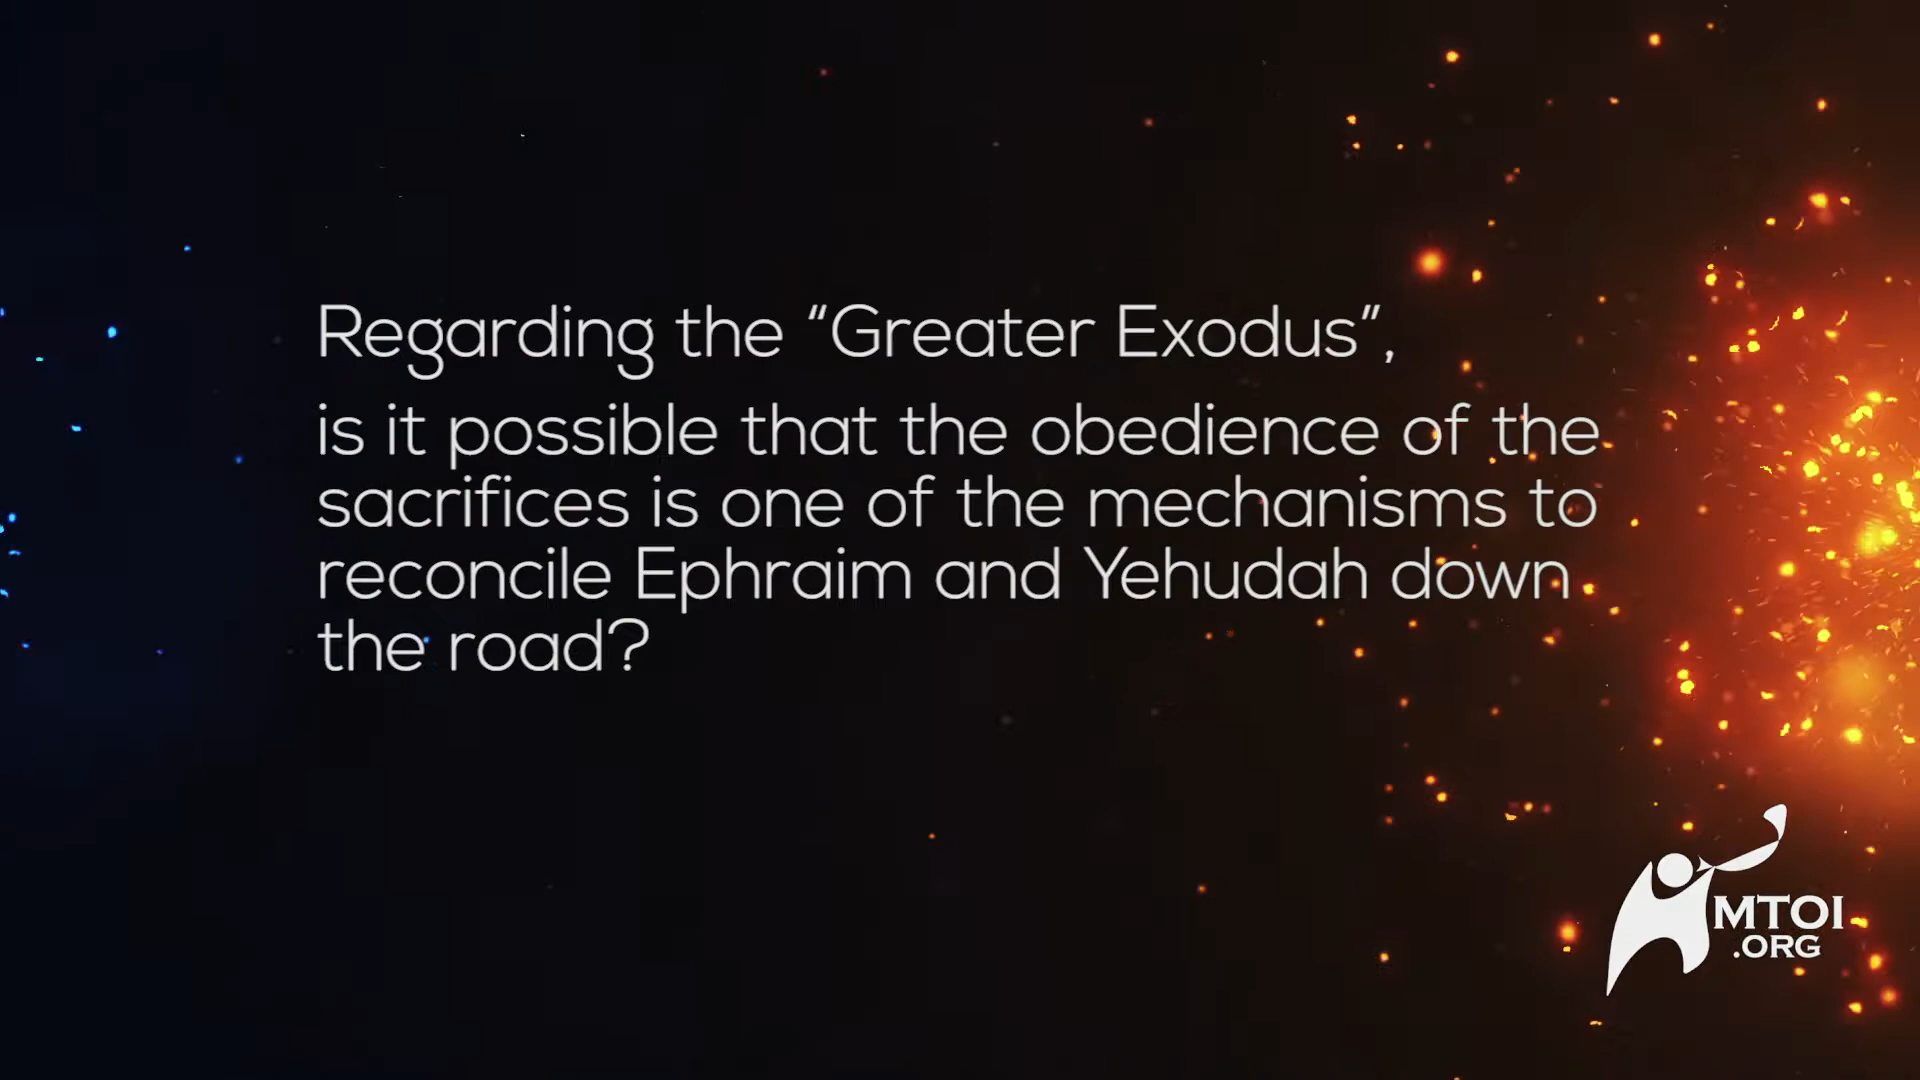 Regarding the “Greater Exodus”,
is it possible that the obedience of the
sacrifices is one of the mechanisms to
reconcile Ephraim and Yehudah down
the road?
MTOI
.ORG